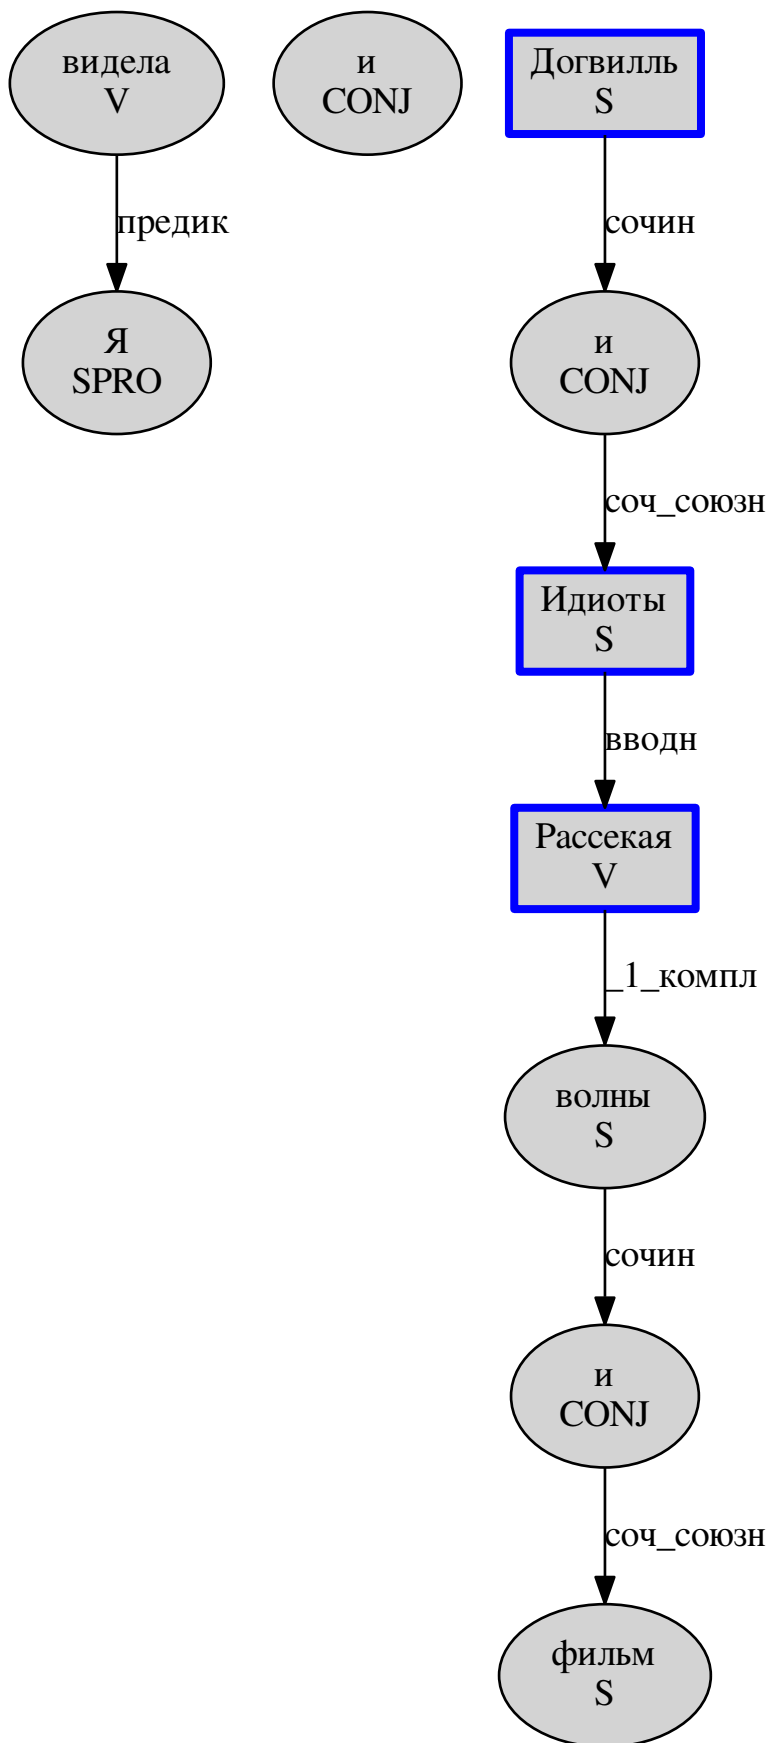 видела
V
и
CONJ
Догвилль
S
предик
сочин
Я
SPRO
и
CONJ
соч_союзн
Идиоты
S
вводн
Рассекая
V
_1_компл
волны
S
сочин
и
CONJ
соч_союзн
фильм
S